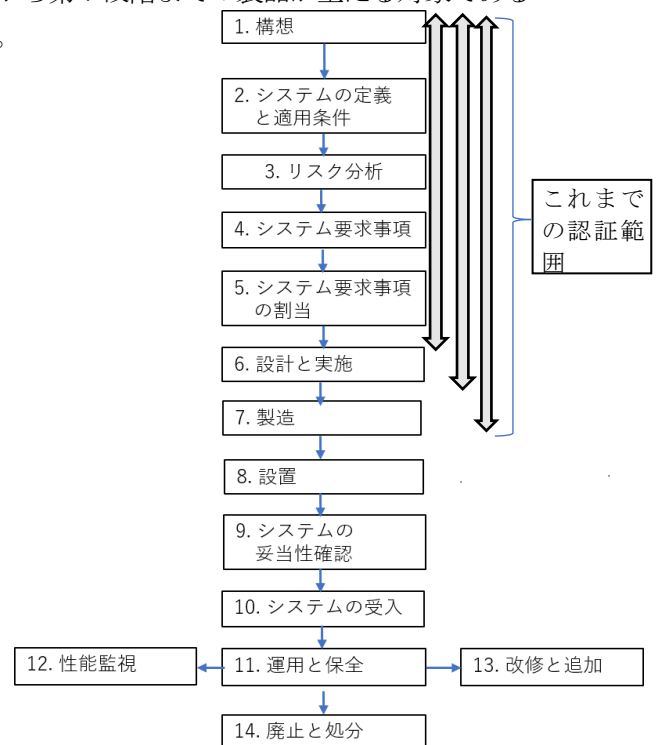 1. 構想
2. システムの定義
と適用条件
3. リスク分析
4. システム要求事項
5. システム要求事項
の割当
6. 設計と実施
7. 製造
8. 設置
9. システムの
妥当性確認
10. システムの受入
11. 運用と保全
12. 性能監視
13. 改修と追加
14. 廃止と処分
これまで
の認証範
囲